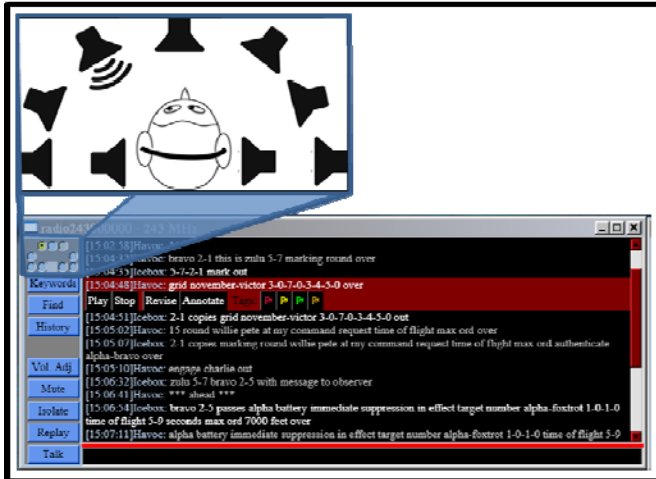 radio24
- 243 MHz
[15:02:58]Havoc:
[15:04:32]Havoc: bravo 2-1 this is zulu 5-7 marking round over
[15:04:35]Icebox: 5-7-2-1 mark out
Keywords
[15:04:48]Havoc: grid november-victor 3-0-7-0-3-4-5-0 over
Find
Play Stop Revise Annotate Tags:
[15:04:51]Icebox: 2-1 copies grid november-victor 3-0-7-0-3-4-5-0 out
History
[15:05:02]Havoc: 15 round willie pete at my command request time of flight max ord over
[15:05:07]Icebox: 2-1 copies marking round willie pete at my command request time of flight max ord authenticate
alpha-bravo over
Vol Adj
[15:05:10]Havoc: engage charlie out
[15:06:32]Icebox: zulu 5-7 bravo 2-5 with message to observer
Mute
[15:06:41]Havoc: *** ahead ***
Isolate
[15:06:54]Icebox: bravo 2-5 passes alpha battery immediate suppression in effect target number alpha-foxtrot 1-0-1-0
time of flight 5-9 seconds max ord 7000 feet over
Replay
[15:07:11]Havoc: alpha battery immediate suppression in effect target number alpha-foxtrot 1-0-1-0 time of flight 5-9
Talk